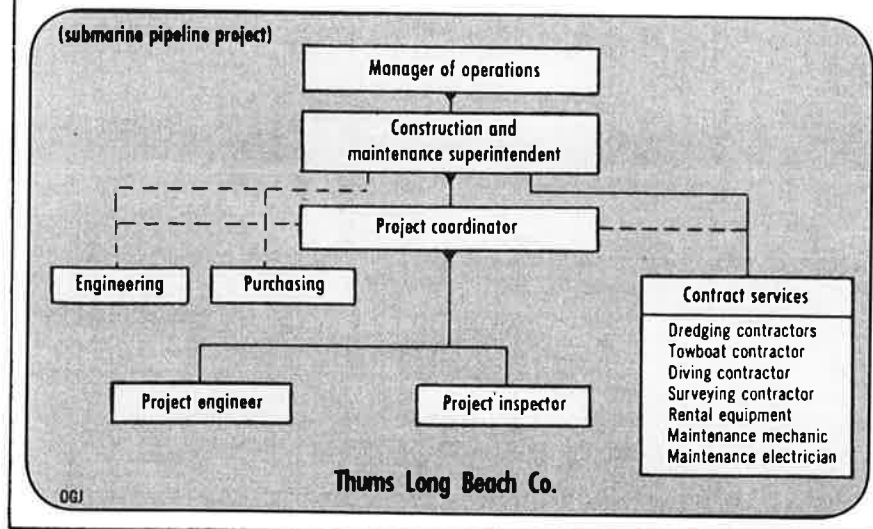 (submarine pipeline project)
Manager of operations
Construction and
maintenance superintendent
Project coordinator
Engineering
Purchasing
Contract services
Dredging contractors
Towboat contractor
Diving contractor
Surveying contractor
Rental equipment
Maintenance mechanic
Maintenance electrician
Project engineer
Project inspector
Thums Long Beach Co.
OGJ